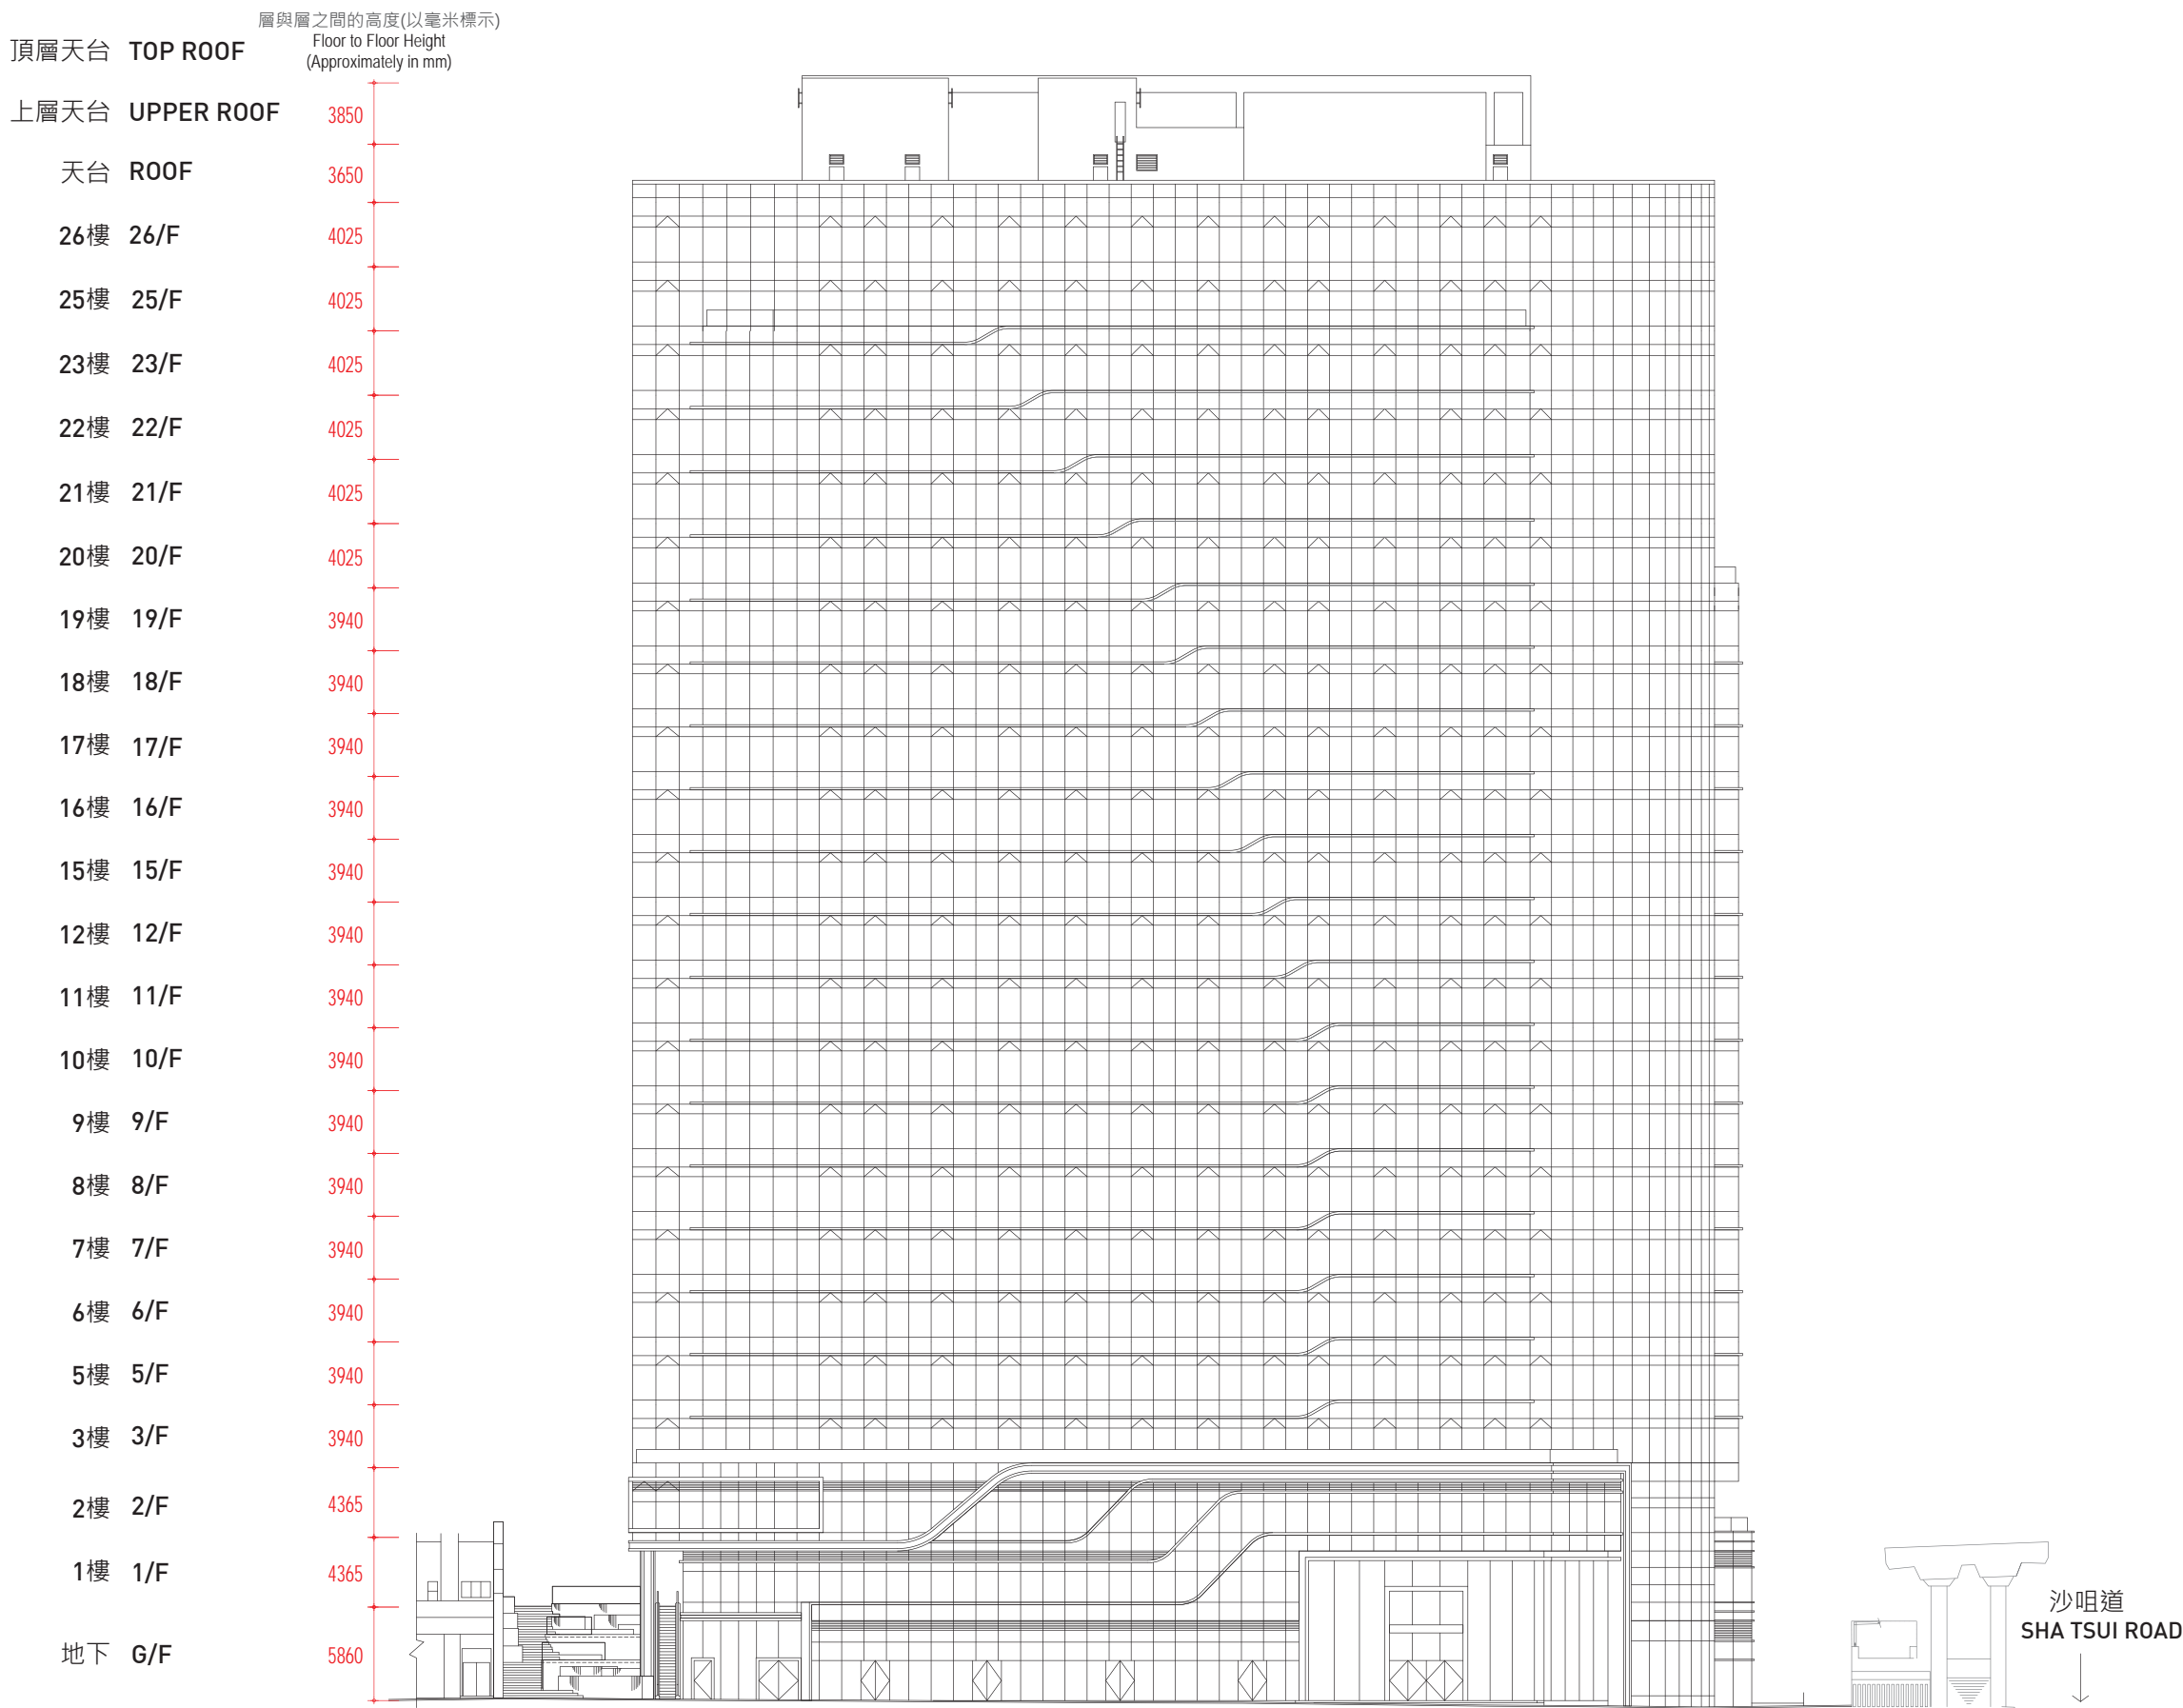 層與層之間的高度(以毫米標示)
Floor to Floor Height
(Approximately in mm)
頂層天台 TOP ROOF
上層天台 UPPER ROOF 3850
天台 ROOF 3650
26樓 26/F 4025
25樓 25/F 4025
23樓 23/F 4025
22樓 22/F 4025
21樓 21/F 4025
20樓 20/F 4025
19樓 19/F 3940
18樓 18/F 3940
17樓 17/F 3940
16樓 16/F 3940
15樓 15/F 3940
12樓 12/F 3940
11樓 11/F 3940
10樓 10/F 3940
9樓 9/F 3940
8樓 8/F 3940
7樓 7/F 3940
6樓 6/F 3940
5樓 5/F 3940
3樓 3/F 3940
2樓 2/F 4365
1樓 1/F 4365
地下 G/F 5860
沙咀道
SHA TSUI ROAD